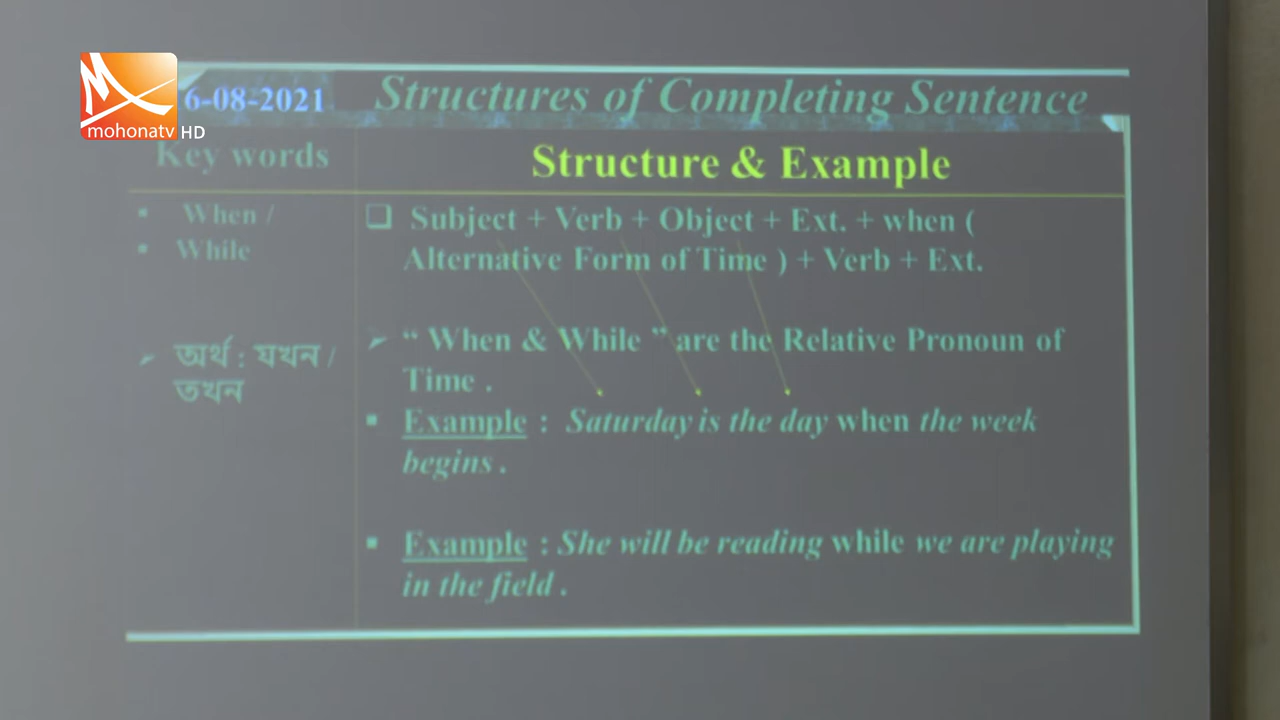 mohonatv HD
6-08-2021
Structures of Completing Sentence
Key words
Structure & Example
When /
While
অর্থ : যখন /
তখন
Subject + Verb + Object + Ext. + when (
Alternative Form of Time ) + Verb + Ext.
“ When & While ” are the Relative Pronoun of
Time .
Example : Saturday is the day when the week
begins .
Example : She will be reading while we are playing
in the field .